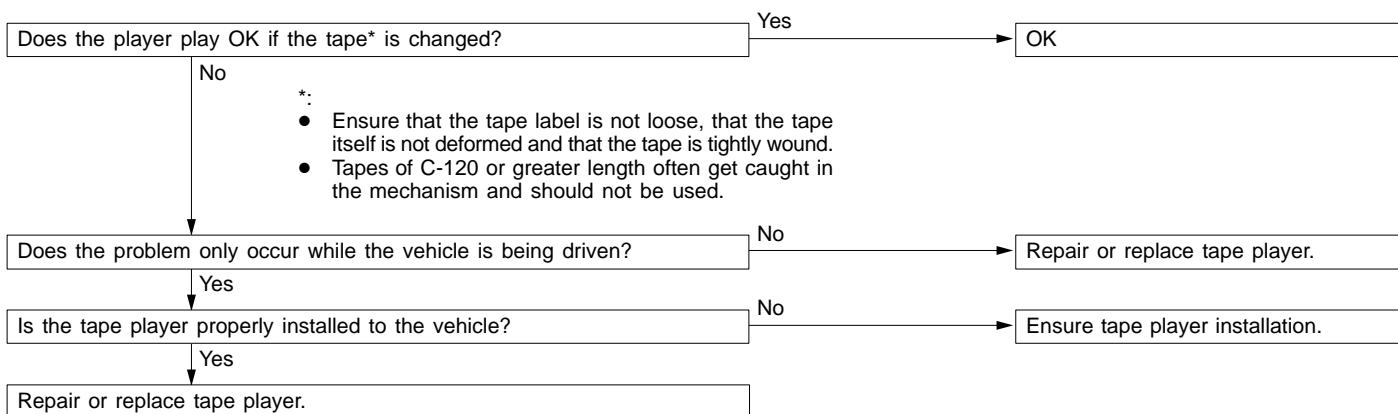 Does the player play OK if the tape* is changed?
Yes
OK
No
*:
● Ensure that the tape label is not loose, that the tape
itself is not deformed and that the tape is tightly wound.
● Tapes of C-120 or greater length often get caught in
the mechanism and should not be used.
Does the problem only occur while the vehicle is being driven?
No
Repair or replace tape player.
Yes
Is the tape player properly installed to the vehicle?
No
Ensure tape player installation.
Yes
Repair or replace tape player.